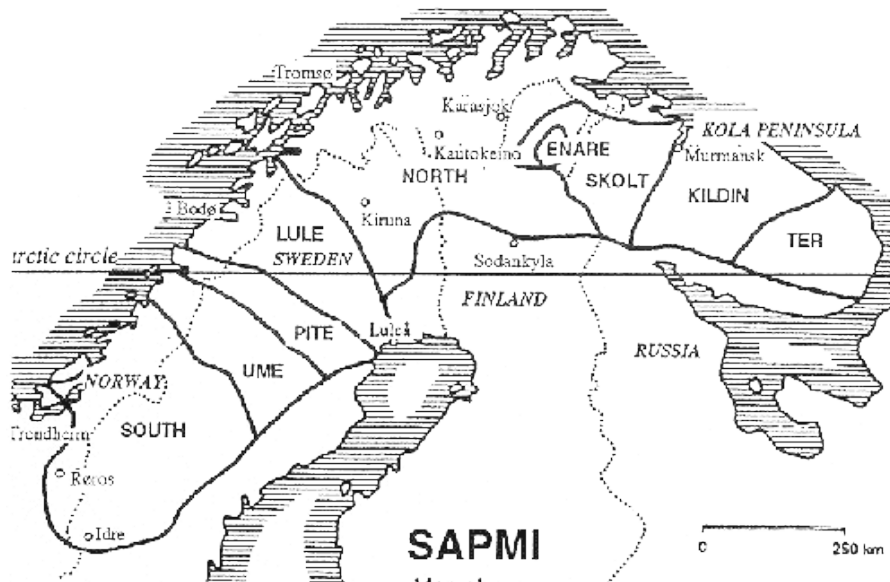 Tromsø
Karasjok
KOLA PENINSULA
Kautokeino
ENARE
Murmansk
NORTH
SKOLT
KILDIN
Bodø
Kiruna
LULE
TER
SWEDEN
Sodankyla
arctic circle
FINLAND
PITE
Luleå
RUSSIA
UME
NORWAY
SOUTH
Trondheim
Røros
Idre
SAPMI
0 250 km